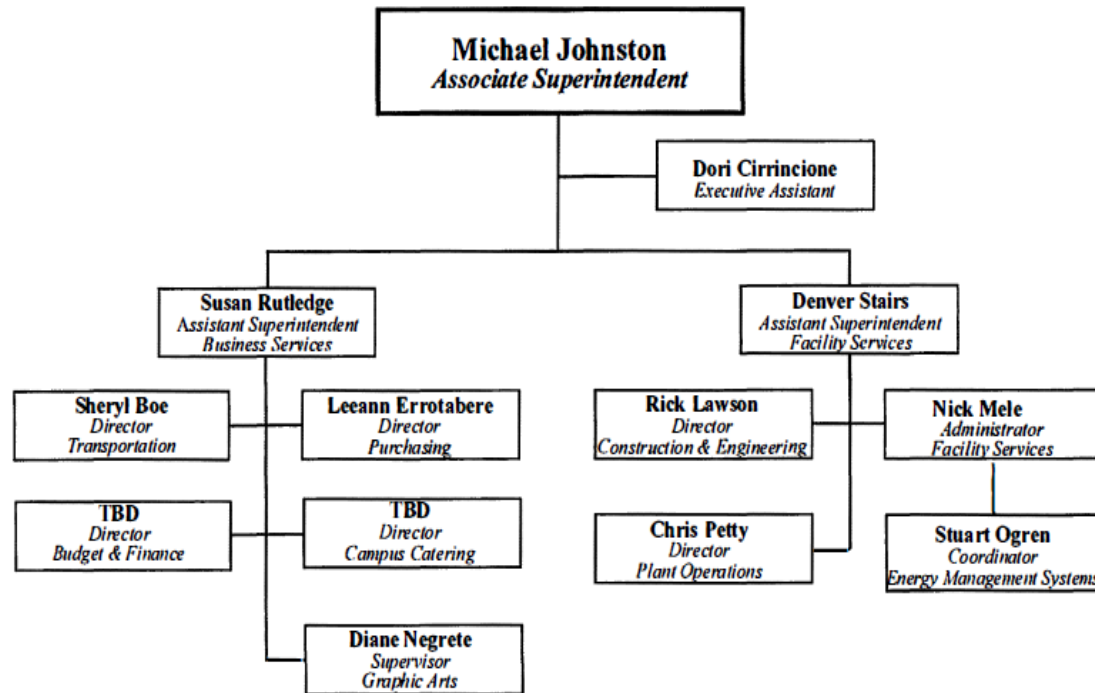 Michael Johnston
Associate Superintendent
Dori Cirrincione
Executive Assistant
Susan Rutledge
Assistant Superintendent
Business Services
Denver Stairs
Assistant Superintendent
Facility Services
Sheryl Boe
Director
Transportation
Leeann Errotabere
Director
Purchasing
Rick Lawson
Director
Construction & Engineering
Nick Mele
Administrator
Facility Services
TBD
Director
Budget & Finance
TBD
Director
Campus Catering
Chris Petty
Director
Plant Operations
Stuart Ogren
Coordinator
Energy Management Systems
Diane Negrete
Supervisor
Graphic Arts